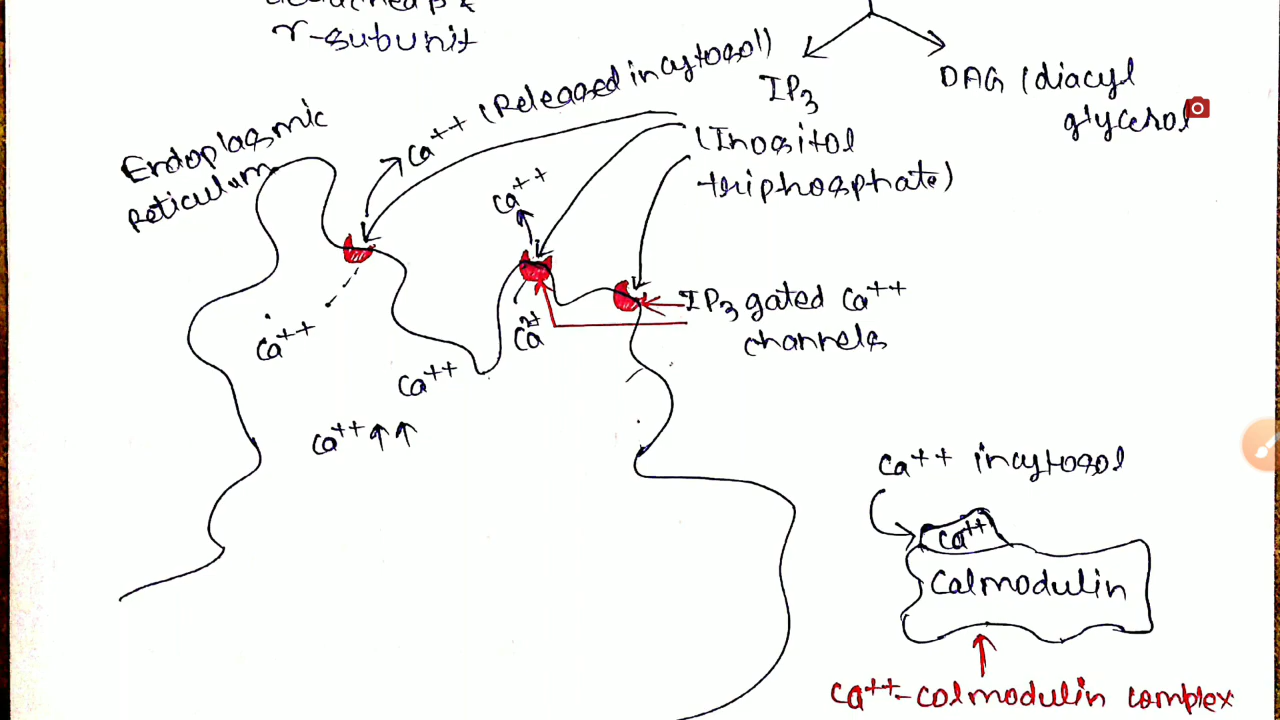 γ-subunit
IP3
(Inositol
triphosphate)
DAG (diacyl
glycerol
Endoplasmic
reticulum
Ca++ (Released in cytosol)
Ca++
IP3 gated Ca++
channels
Ca++
Ca2+
Ca++
Ca++↑↑
Ca++ in cytosol
Ca++
Calmodulin
Ca++-calmodulin complex